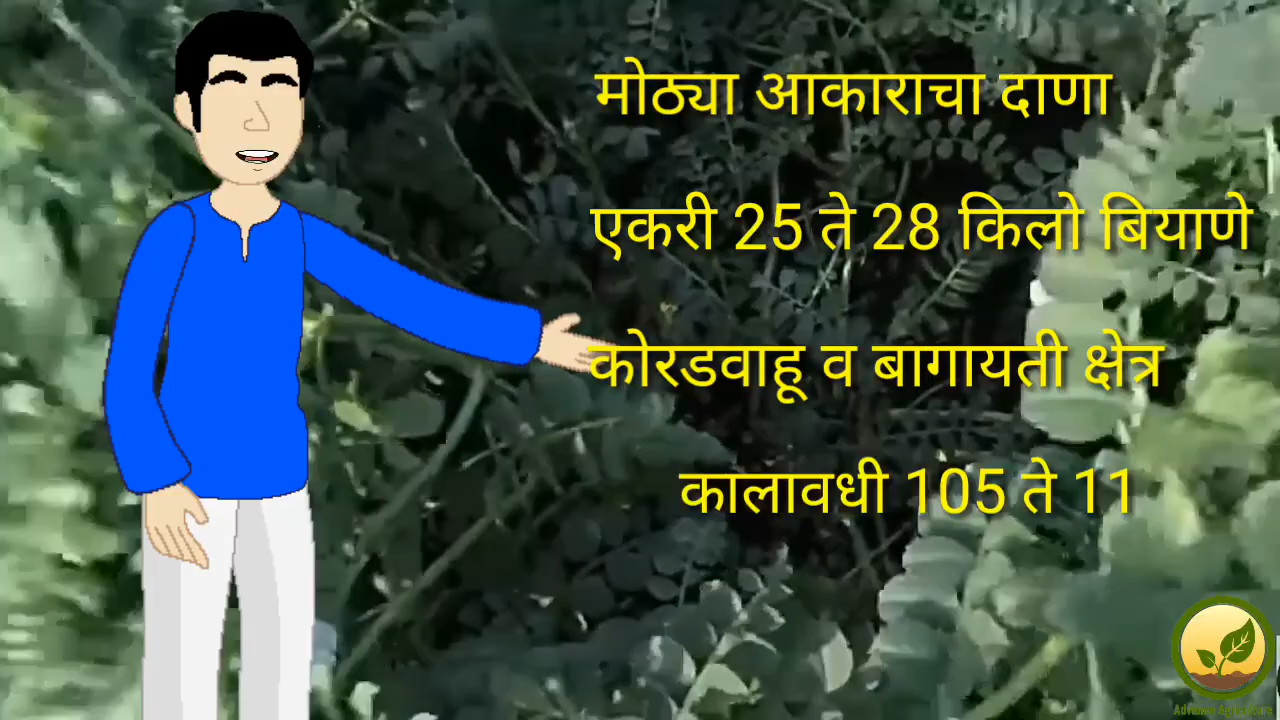 मोठ्या आकाराचा दाणा
एकरी 25 ते 28 किलो बियाणे
कोरडवाहू व बागायती क्षेत्र
कालावधी 105 ते 11